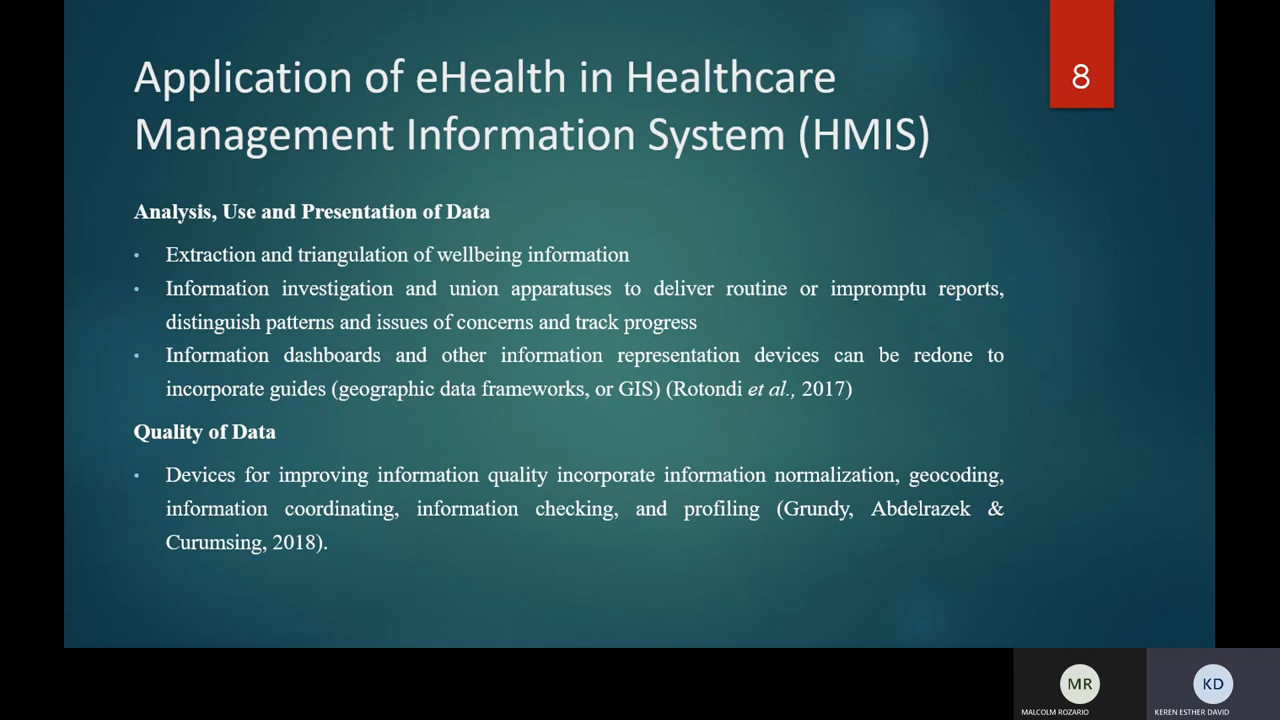 Application of eHealth in Healthcare
Management Information System (HMIS)
8
Analysis, Use and Presentation of Data
• Extraction and triangulation of wellbeing information
• Information investigation and union apparatuses to deliver routine or impromptu reports,
distinguish patterns and issues of concerns and track progress
• Information dashboards and other information representation devices can be redone to
incorporate guides (geographic data frameworks, or GIS) (Rotondi et al., 2017)
Quality of Data
• Devices for improving information quality incorporate information normalization, geocoding,
information coordinating, information checking, and profiling (Grundy, Abdelrazek &
Curumsing, 2018).
MR
KD
MALCOLM ROZARIO
KEREN ESTHER DAVID